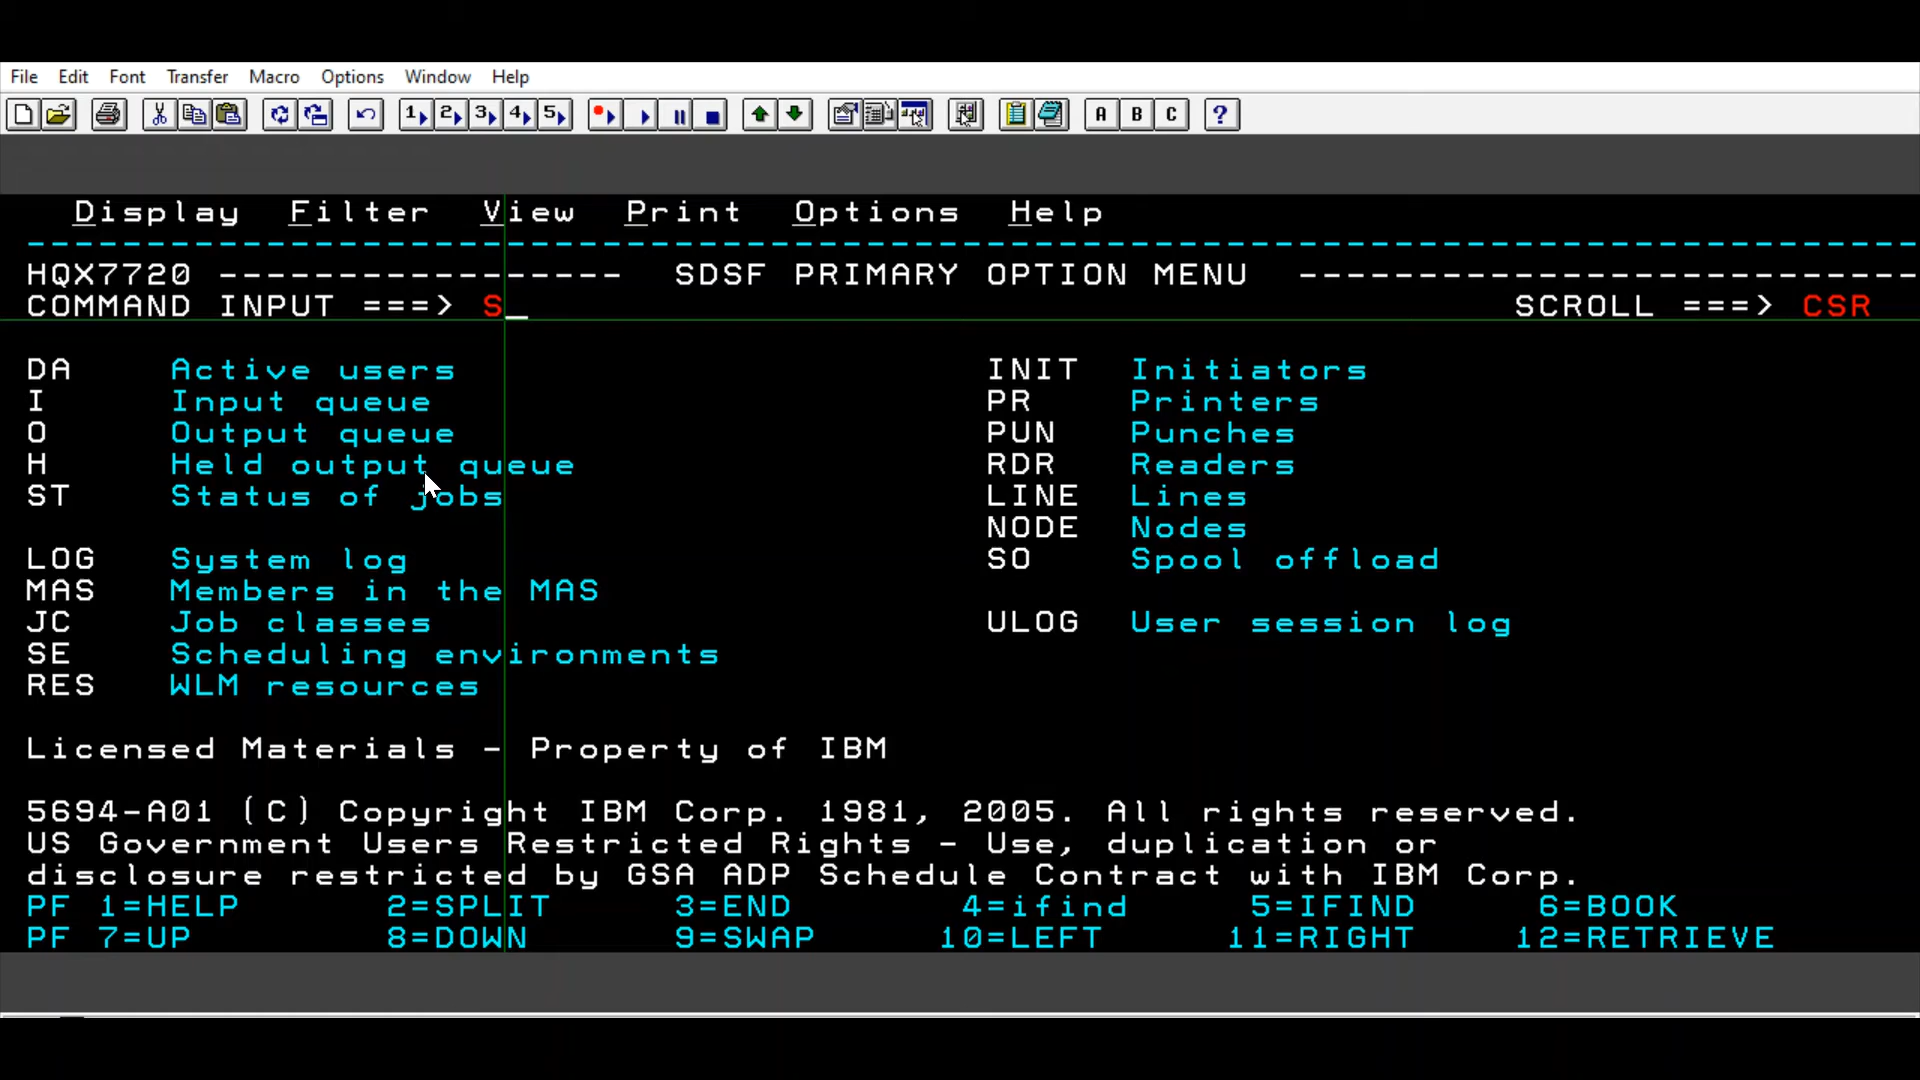 File Edit Font Transfer Macro Options Window Help
1 2 3 4 5 A B C ?
Display Filter View Print Options Help
HQX7720 ----------------- SDSF PRIMARY OPTION MENU --------------------------
COMMAND INPUT ===> S_ SCROLL ===> CSR
DA Active users INIT Initiators
I Input queue PR Printers
O Output queue PUN Punches
H Held output queue RDR Readers
ST Status of jobs LINE Lines
NODE Nodes
LOG System log SO Spool offload
MAS Members in the MAS
JC Job classes ULOG User session log
SE Scheduling environments
RES WLM resources
Licensed Materials - Property of IBM
5694-A01 (C) Copyright IBM Corp. 1981, 2005. All rights reserved.
US Government Users Restricted Rights - Use, duplication or
disclosure restricted by GSA ADP Schedule Contract with IBM Corp.
PF 1=HELP 2=SPLIT 3=END 4=ifind 5=IFIND 6=BOOK
PF 7=UP 8=DOWN 9=SWAP 10=LEFT 11=RIGHT 12=RETRIEVE